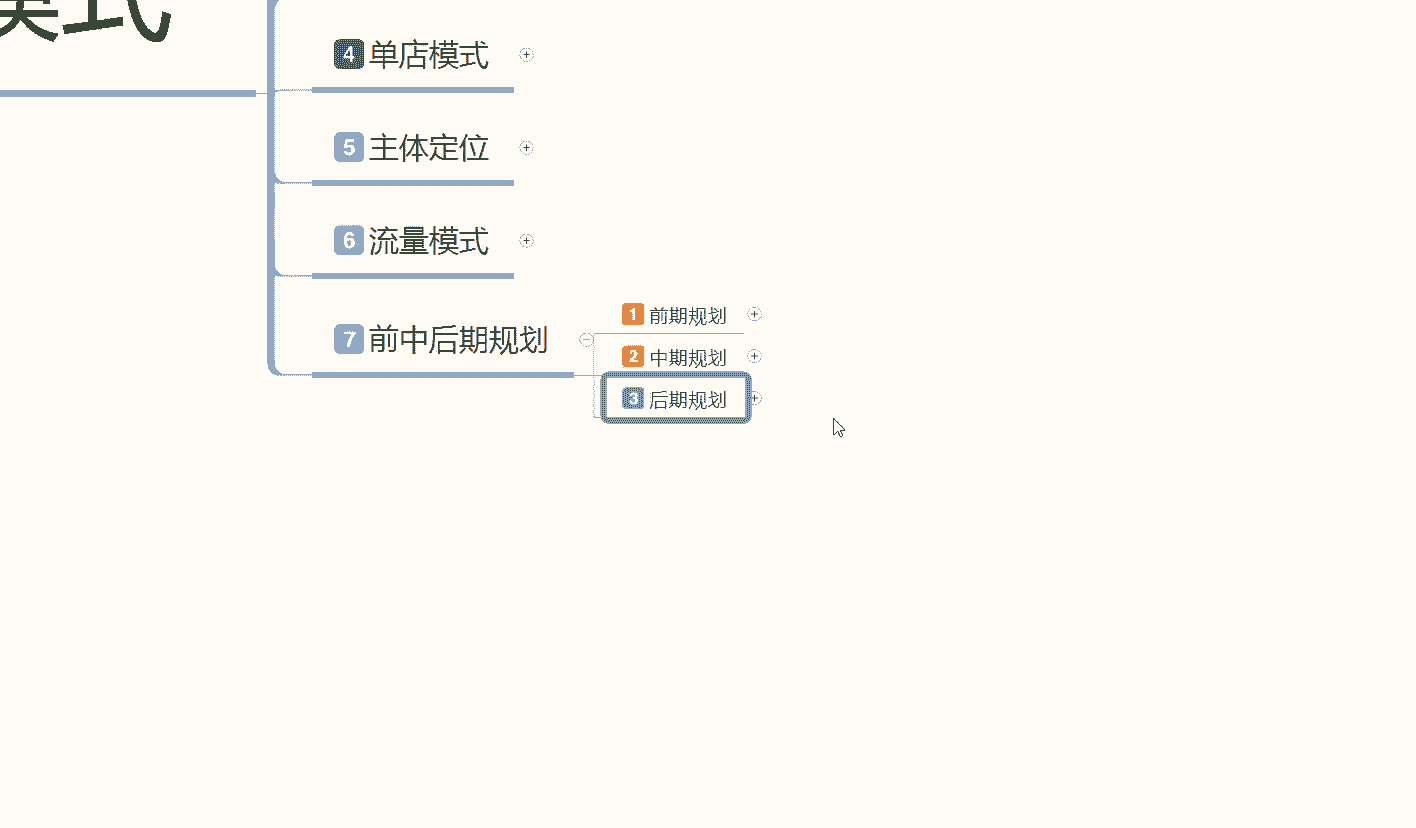 模式
4 单店模式
5 主体定位
6 流量模式
7 前中后期规划
1 前期规划
2 中期规划
3 后期规划